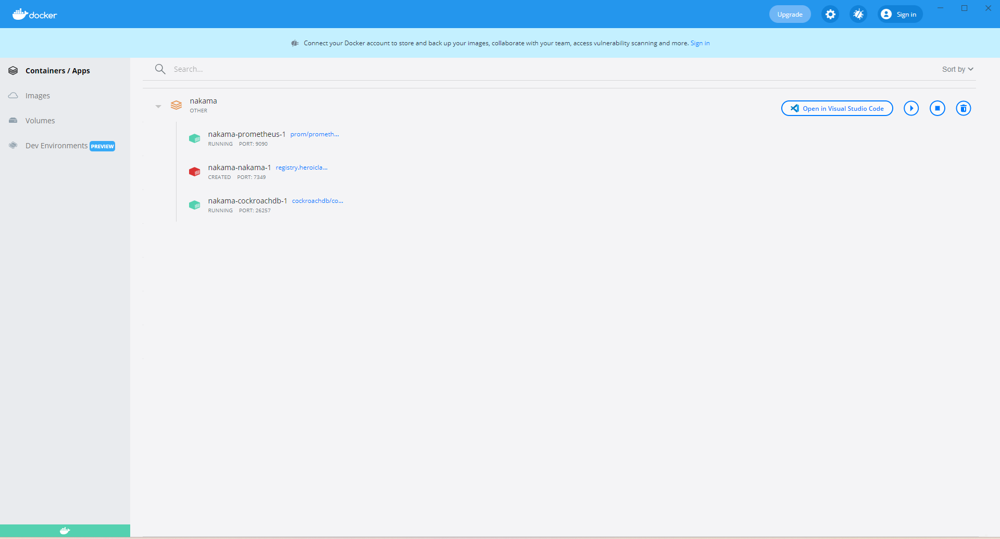 docker
Upgrade
Sign in
Connect your Docker account to store and back up your images, collaborate with your team, access vulnerability scanning and more. Sign in
Containers / Apps
Images
Volumes
Dev Environments PREVIEW
Search...
Sort by
nakama
OTHER
Open in Visual Studio Code
nakama-prometheus-1 prom/prometh...
RUNNING PORT: 9090
nakama-nakama-1 registry.heroicla...
CREATED PORT: 7349
nakama-cockroachdb-1 cockroachdb/co...
RUNNING PORT: 26257